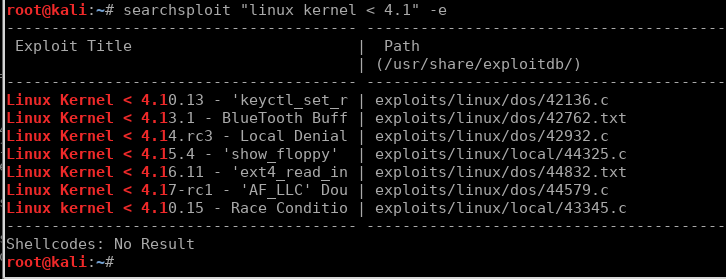 root@kali:~# searchsploit "linux kernel < 4.1" -e
--------------------------------------- ----------------------------------------
 Exploit Title                         |  Path
                                       | (/usr/share/exploitdb/)
--------------------------------------- ----------------------------------------
Linux Kernel < 4.10.13 - 'keyctl_set_r | exploits/linux/dos/42136.c
Linux Kernel < 4.13.1 - BlueTooth Buff | exploits/linux/dos/42762.txt
Linux Kernel < 4.14.rc3 - Local Denial | exploits/linux/dos/42932.c
Linux Kernel < 4.15.4 - 'show_floppy'  | exploits/linux/local/44325.c
Linux Kernel < 4.16.11 - 'ext4_read_in | exploits/linux/dos/44832.txt
Linux Kernel < 4.17-rc1 - 'AF_LLC' Dou | exploits/linux/dos/44579.c
Linux kernel < 4.10.15 - Race Conditio | exploits/linux/local/43345.c
--------------------------------------- ----------------------------------------
Shellcodes: No Result
root@kali:~#